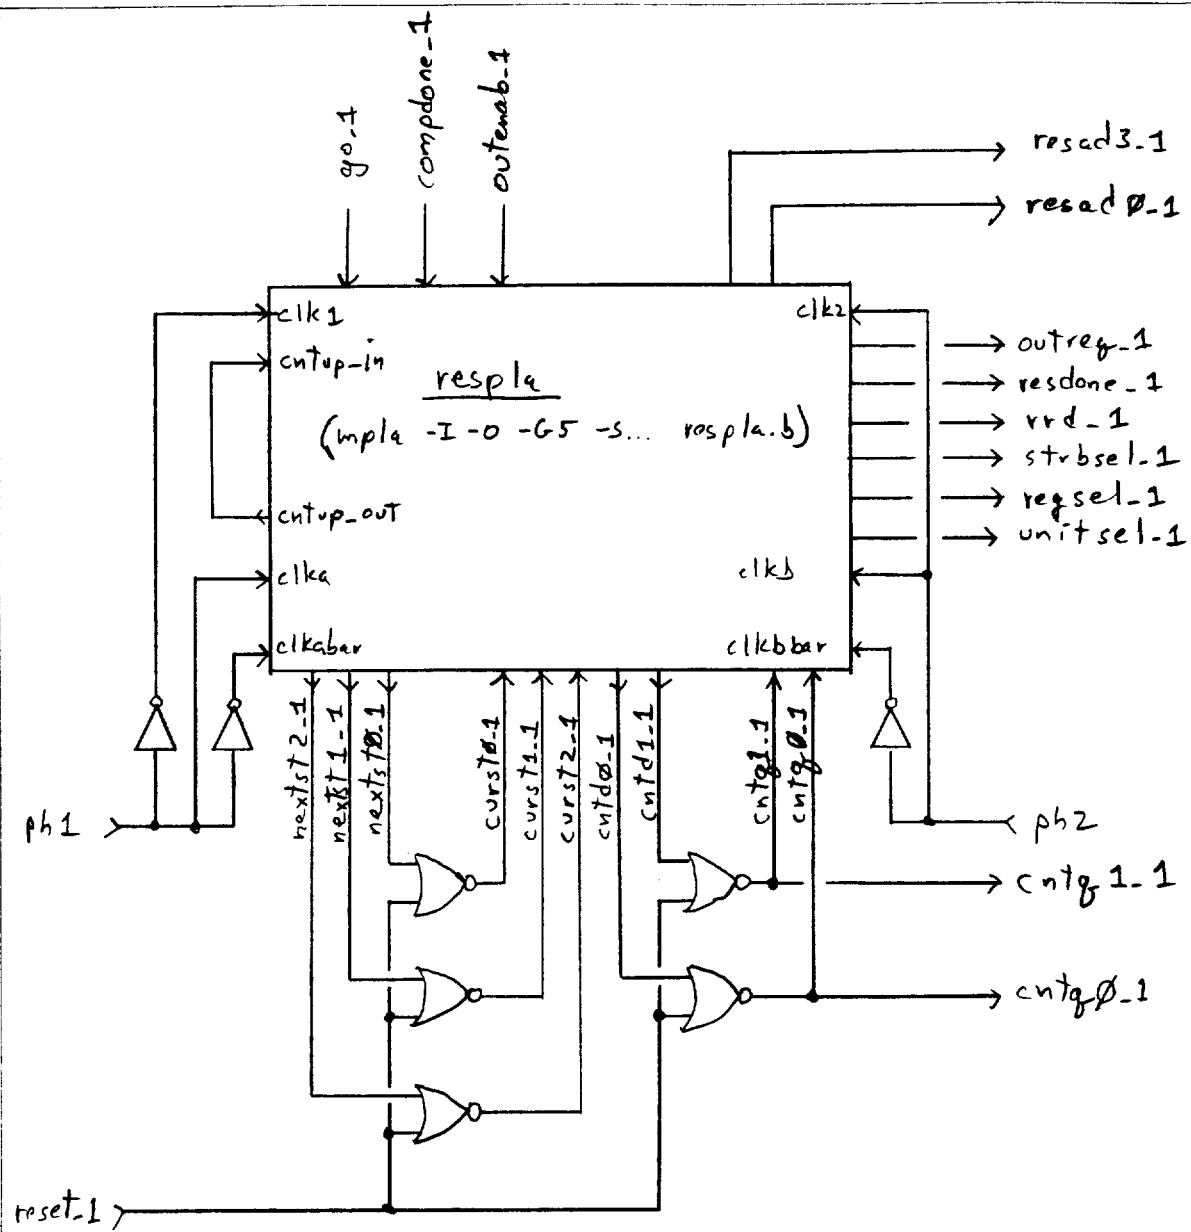 go_1
compdone_1
outenab_1
resad3_1
resadØ_1
clk1
clk2
cntup_in
respla
(mpla -I -O -G5 -s... respla.b)
outreq_1
resdone_1
rrd_1
strbsel_1
regsel_1
unitsel_1
cntup_out
clka
clkb
clkabar
clkbbar
nextst2_1
nextst1_1
nextstØ_1
curstØ_1
curst1_1
curst2_1
cntdØ_1
cntd1_1
cntq1_1
cntqØ_1
ph1
ph2
cntq1_1
cntqØ_1
reset_1